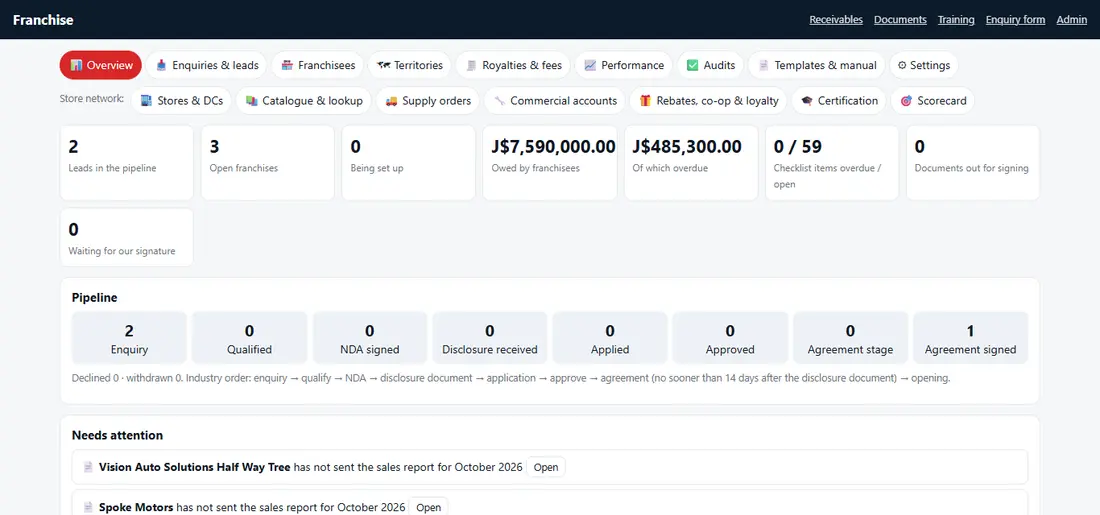 Franchise
Receivables Documents Training Enquiry form Admin
Overview Enquiries & leads Franchisees Territories Royalties & fees Performance Audits Templates & manual Settings
Store network: Stores & DCs Catalogue & lookup Supply orders Commercial accounts Rebates, co-op & loyalty Certification Scorecard
2
Leads in the pipeline
3
Open franchises
0
Being set up
J$7,590,000.00
Owed by franchisees
J$485,300.00
Of which overdue
0 / 59
Checklist items overdue /
open
0
Documents out for signing
0
Waiting for our signature
Pipeline
2
Enquiry
0
Qualified
0
NDA signed
0
Disclosure received
0
Applied
0
Approved
0
Agreement stage
1
Agreement signed
Declined 0 · withdrawn 0. Industry order: enquiry → qualify → NDA → disclosure document → application → approve → agreement (no sooner than 14 days after the disclosure document) → opening.
Needs attention
Vision Auto Solutions Half Way Tree has not sent the sales report for October 2026 Open
Spoke Motors has not sent the sales report for October 2026 Open